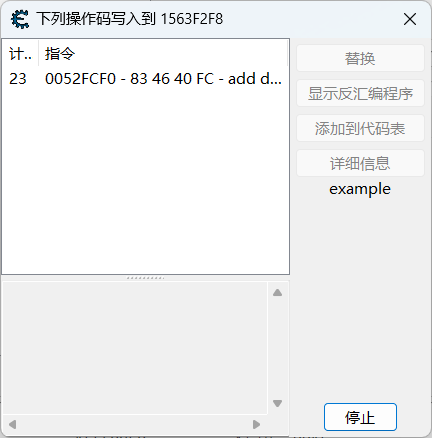 下列操作码写入到 1563F2F8
计.. 指令
23 0052FCF0 - 83 46 40 FC - add d...
替换
显示反汇编程序
添加到代码表
详细信息
example
停止